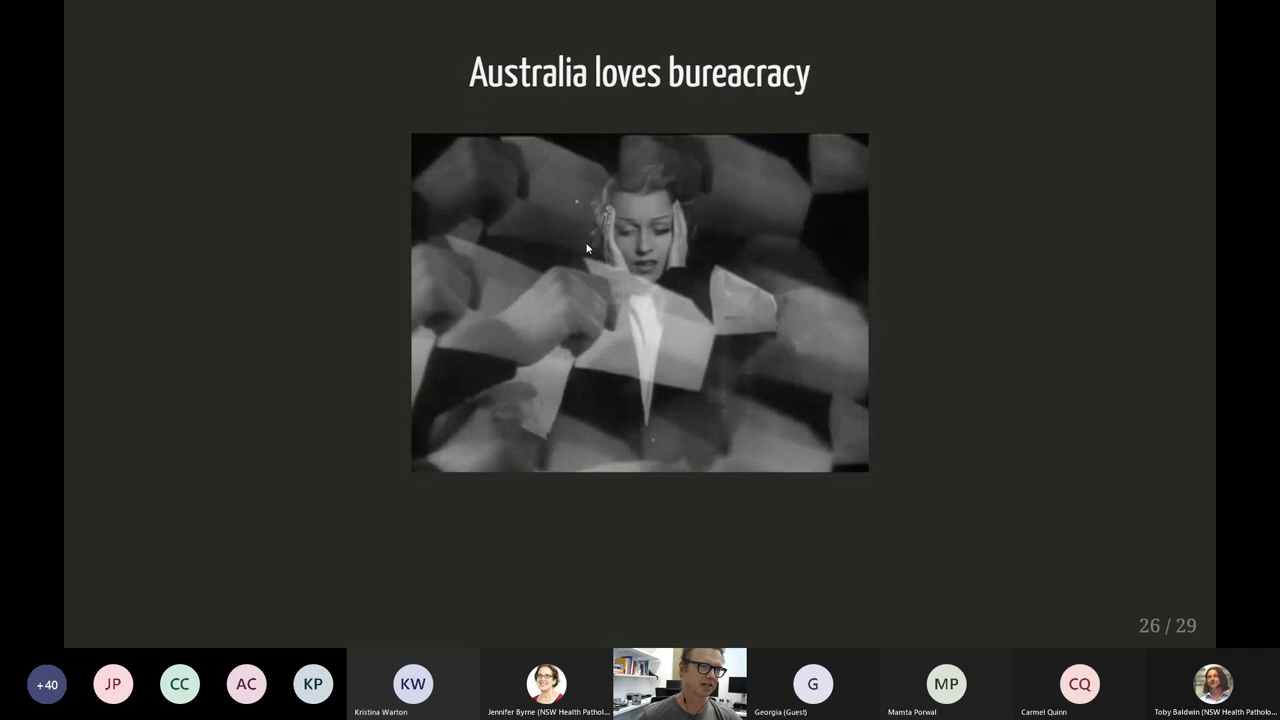 Australia loves bureacracy
26 / 29
+40
JP
CC
AC
KP
KW
G
MP
CQ
Kristina Warton
Jennifer Byrne (NSW Health Pathol...
Georgia (Guest)
Mamta Porwal
Carmel Quinn
Toby Baldwin (NSW Health Patholo...